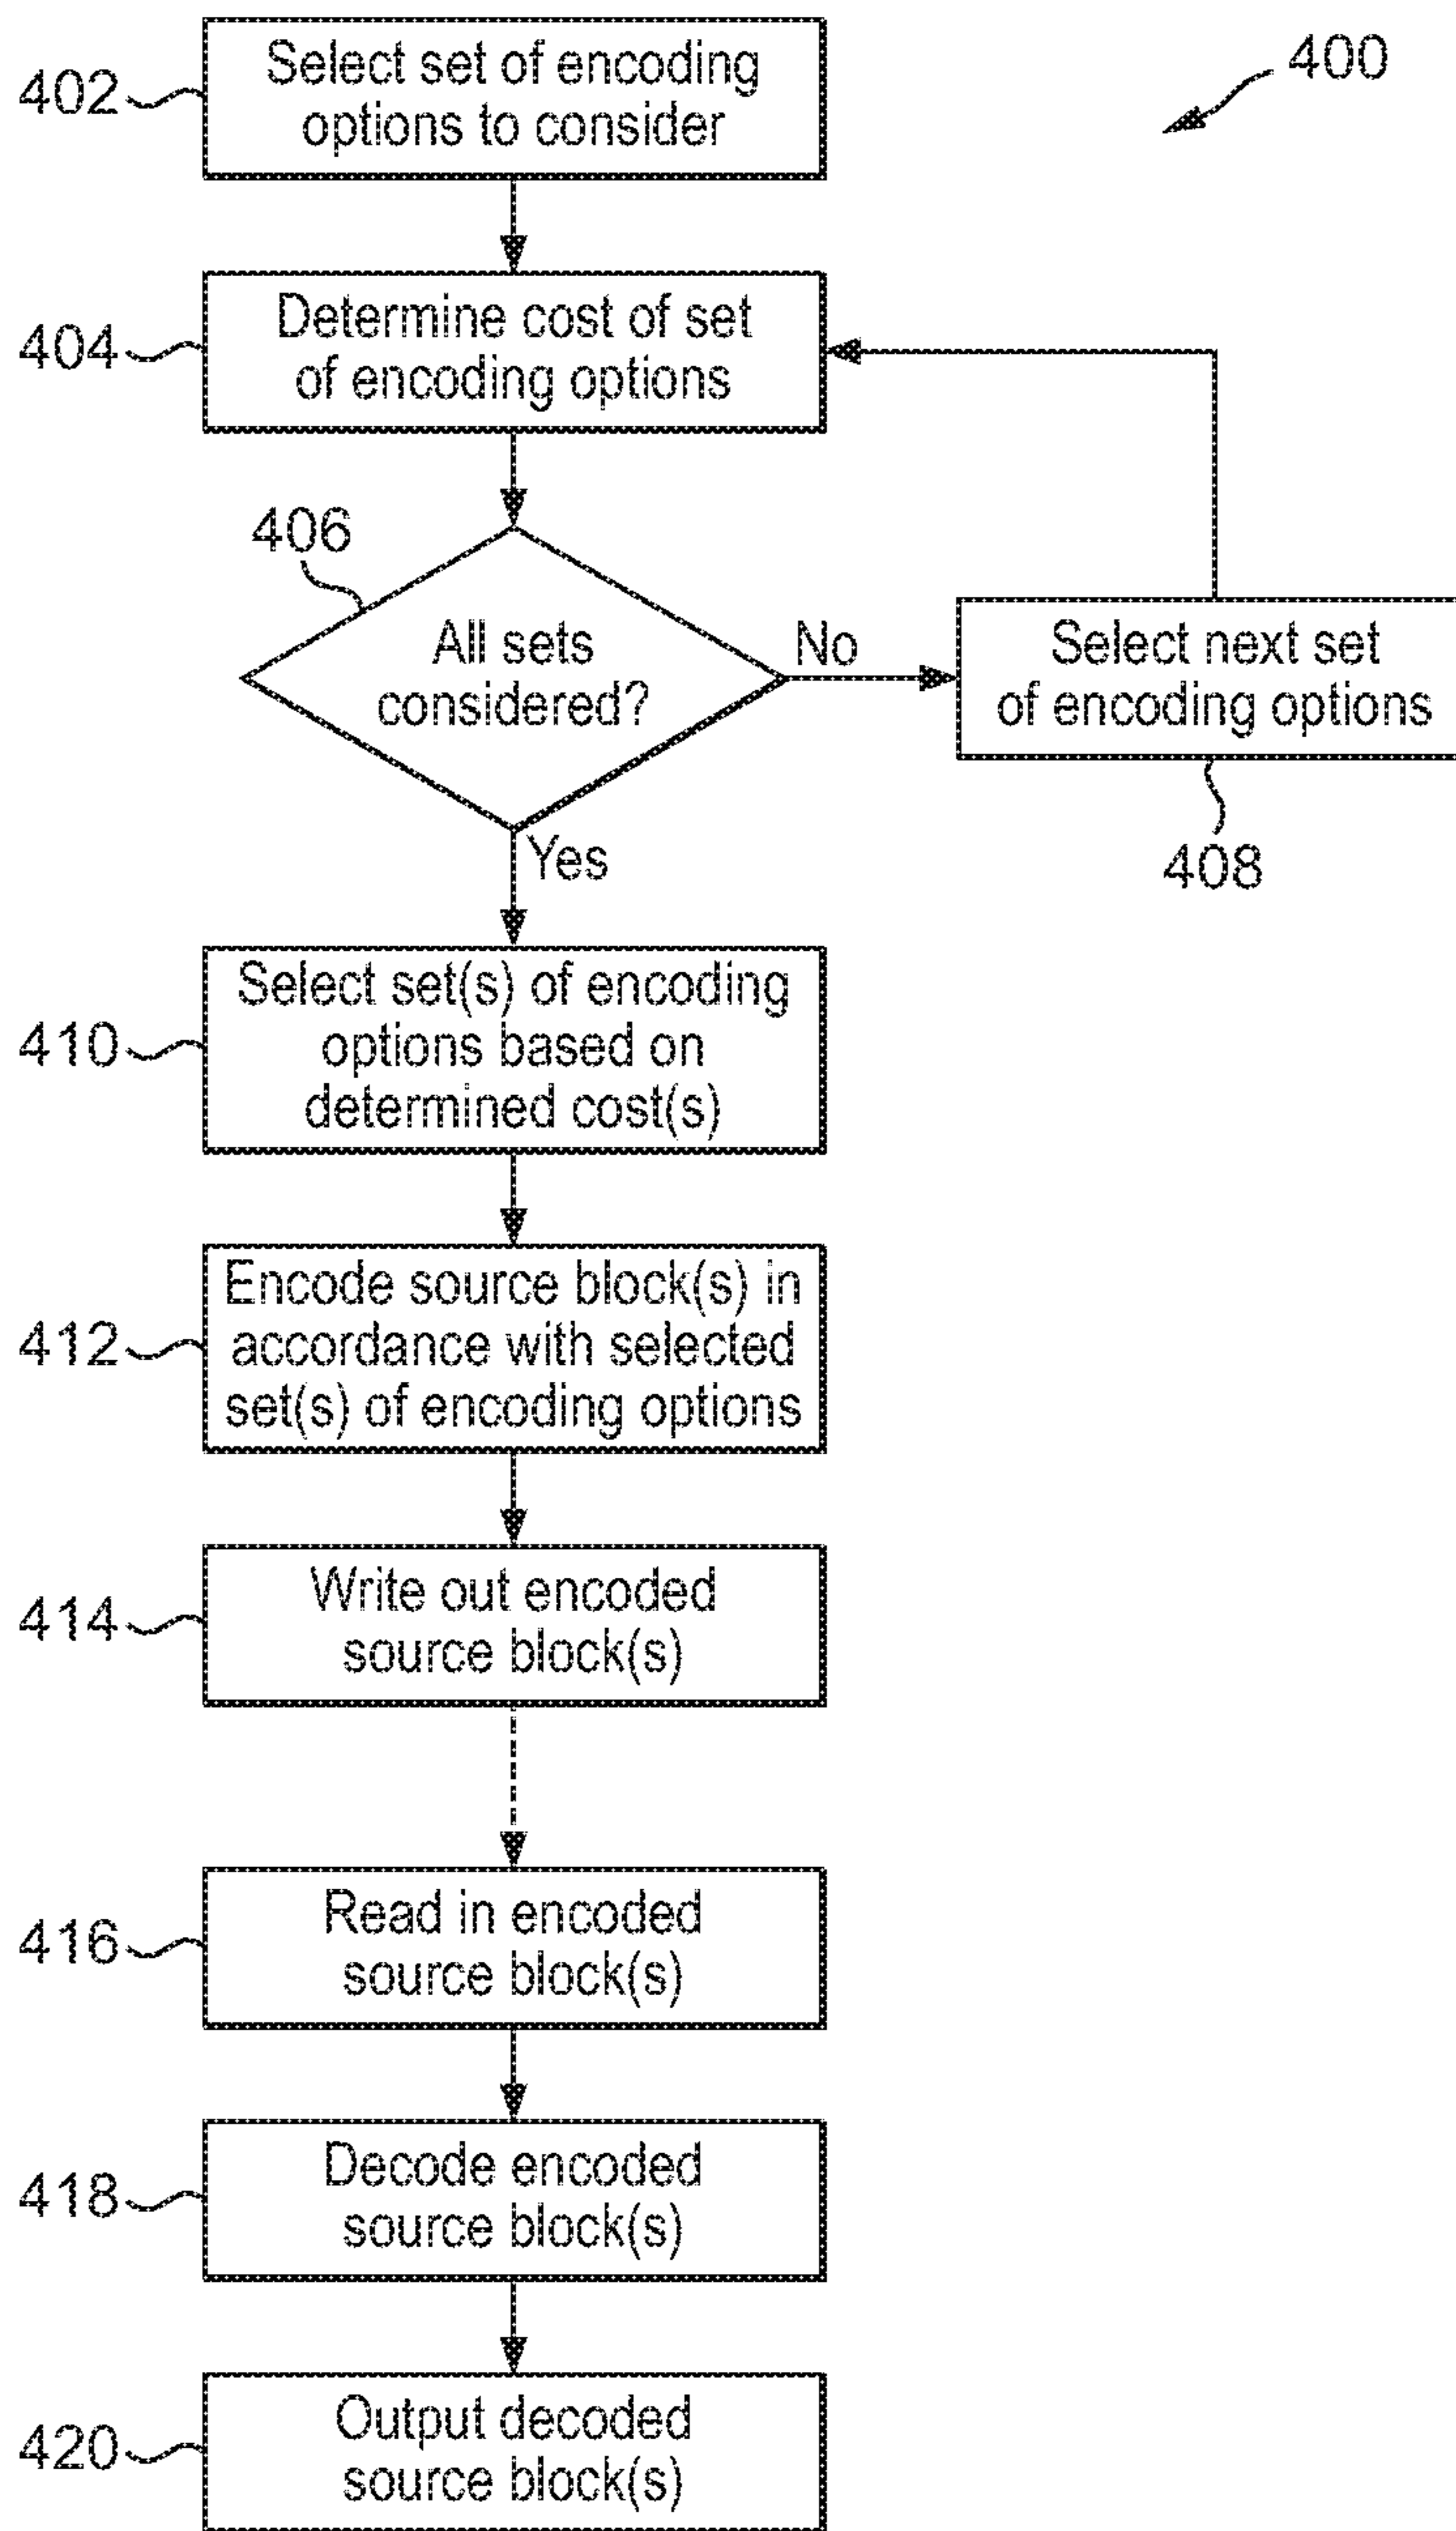 400
402
Select set of encoding
options to consider
404
Determine cost of set
of encoding options
406
All sets
considered?
No
Select next set
of encoding options
408
Yes
410
Select set(s) of encoding
options based on
determined cost(s)
412
Encode source block(s) in
accordance with selected
set(s) of encoding options
414
Write out encoded
source block(s)
416
Read in encoded
source block(s)
418
Decode encoded
source block(s)
420
Output decoded
source block(s)